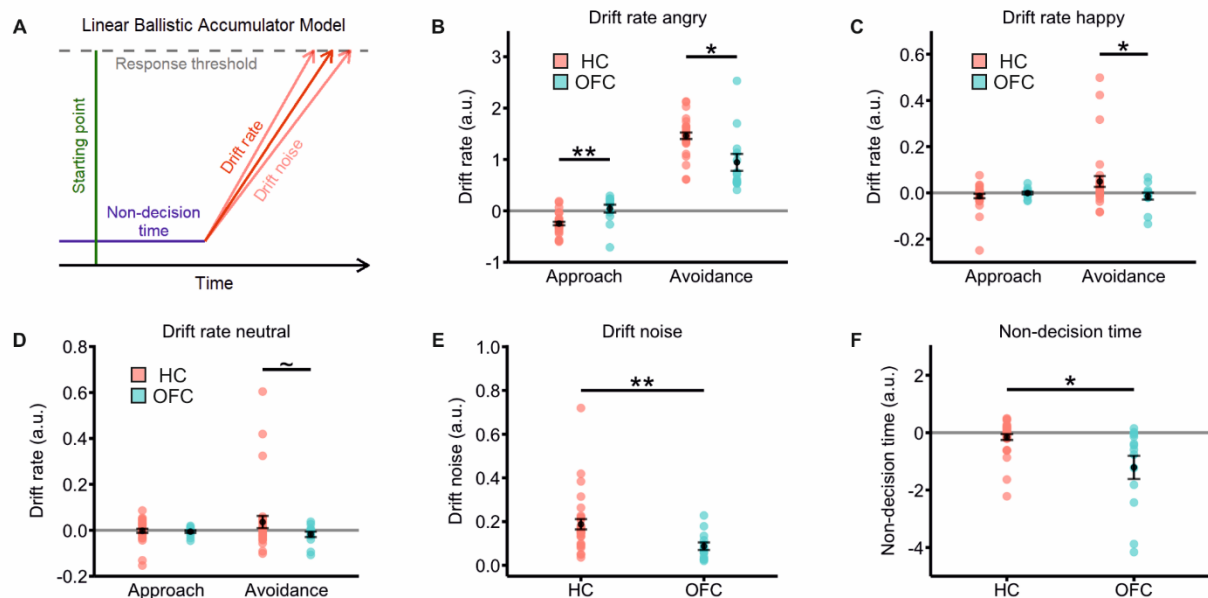 A
Linear Ballistic Accumulator Model
Response threshold
Starting point
Drift rate
Drift noise
Non-decision
time
Time
B
Drift rate angry
HC
OFC
**
*
Drift rate (a.u.)
3
2
1
0
-1
Approach
Avoidance
C
Drift rate happy
HC
OFC
*
Drift rate (a.u.)
0.6
0.4
0.2
0.0
-0.2
Approach
Avoidance
D
Drift rate neutral
HC
OFC
~
Drift rate (a.u.)
0.8
0.6
0.4
0.2
0.0
-0.2
Approach
Avoidance
E
Drift noise
**
Drift noise (a.u.)
1.0
0.8
0.6
0.4
0.2
0.0
HC
OFC
F
Non-decision time
*
Non-decision time (a.u.)
2
0
-2
-4
HC
OFC